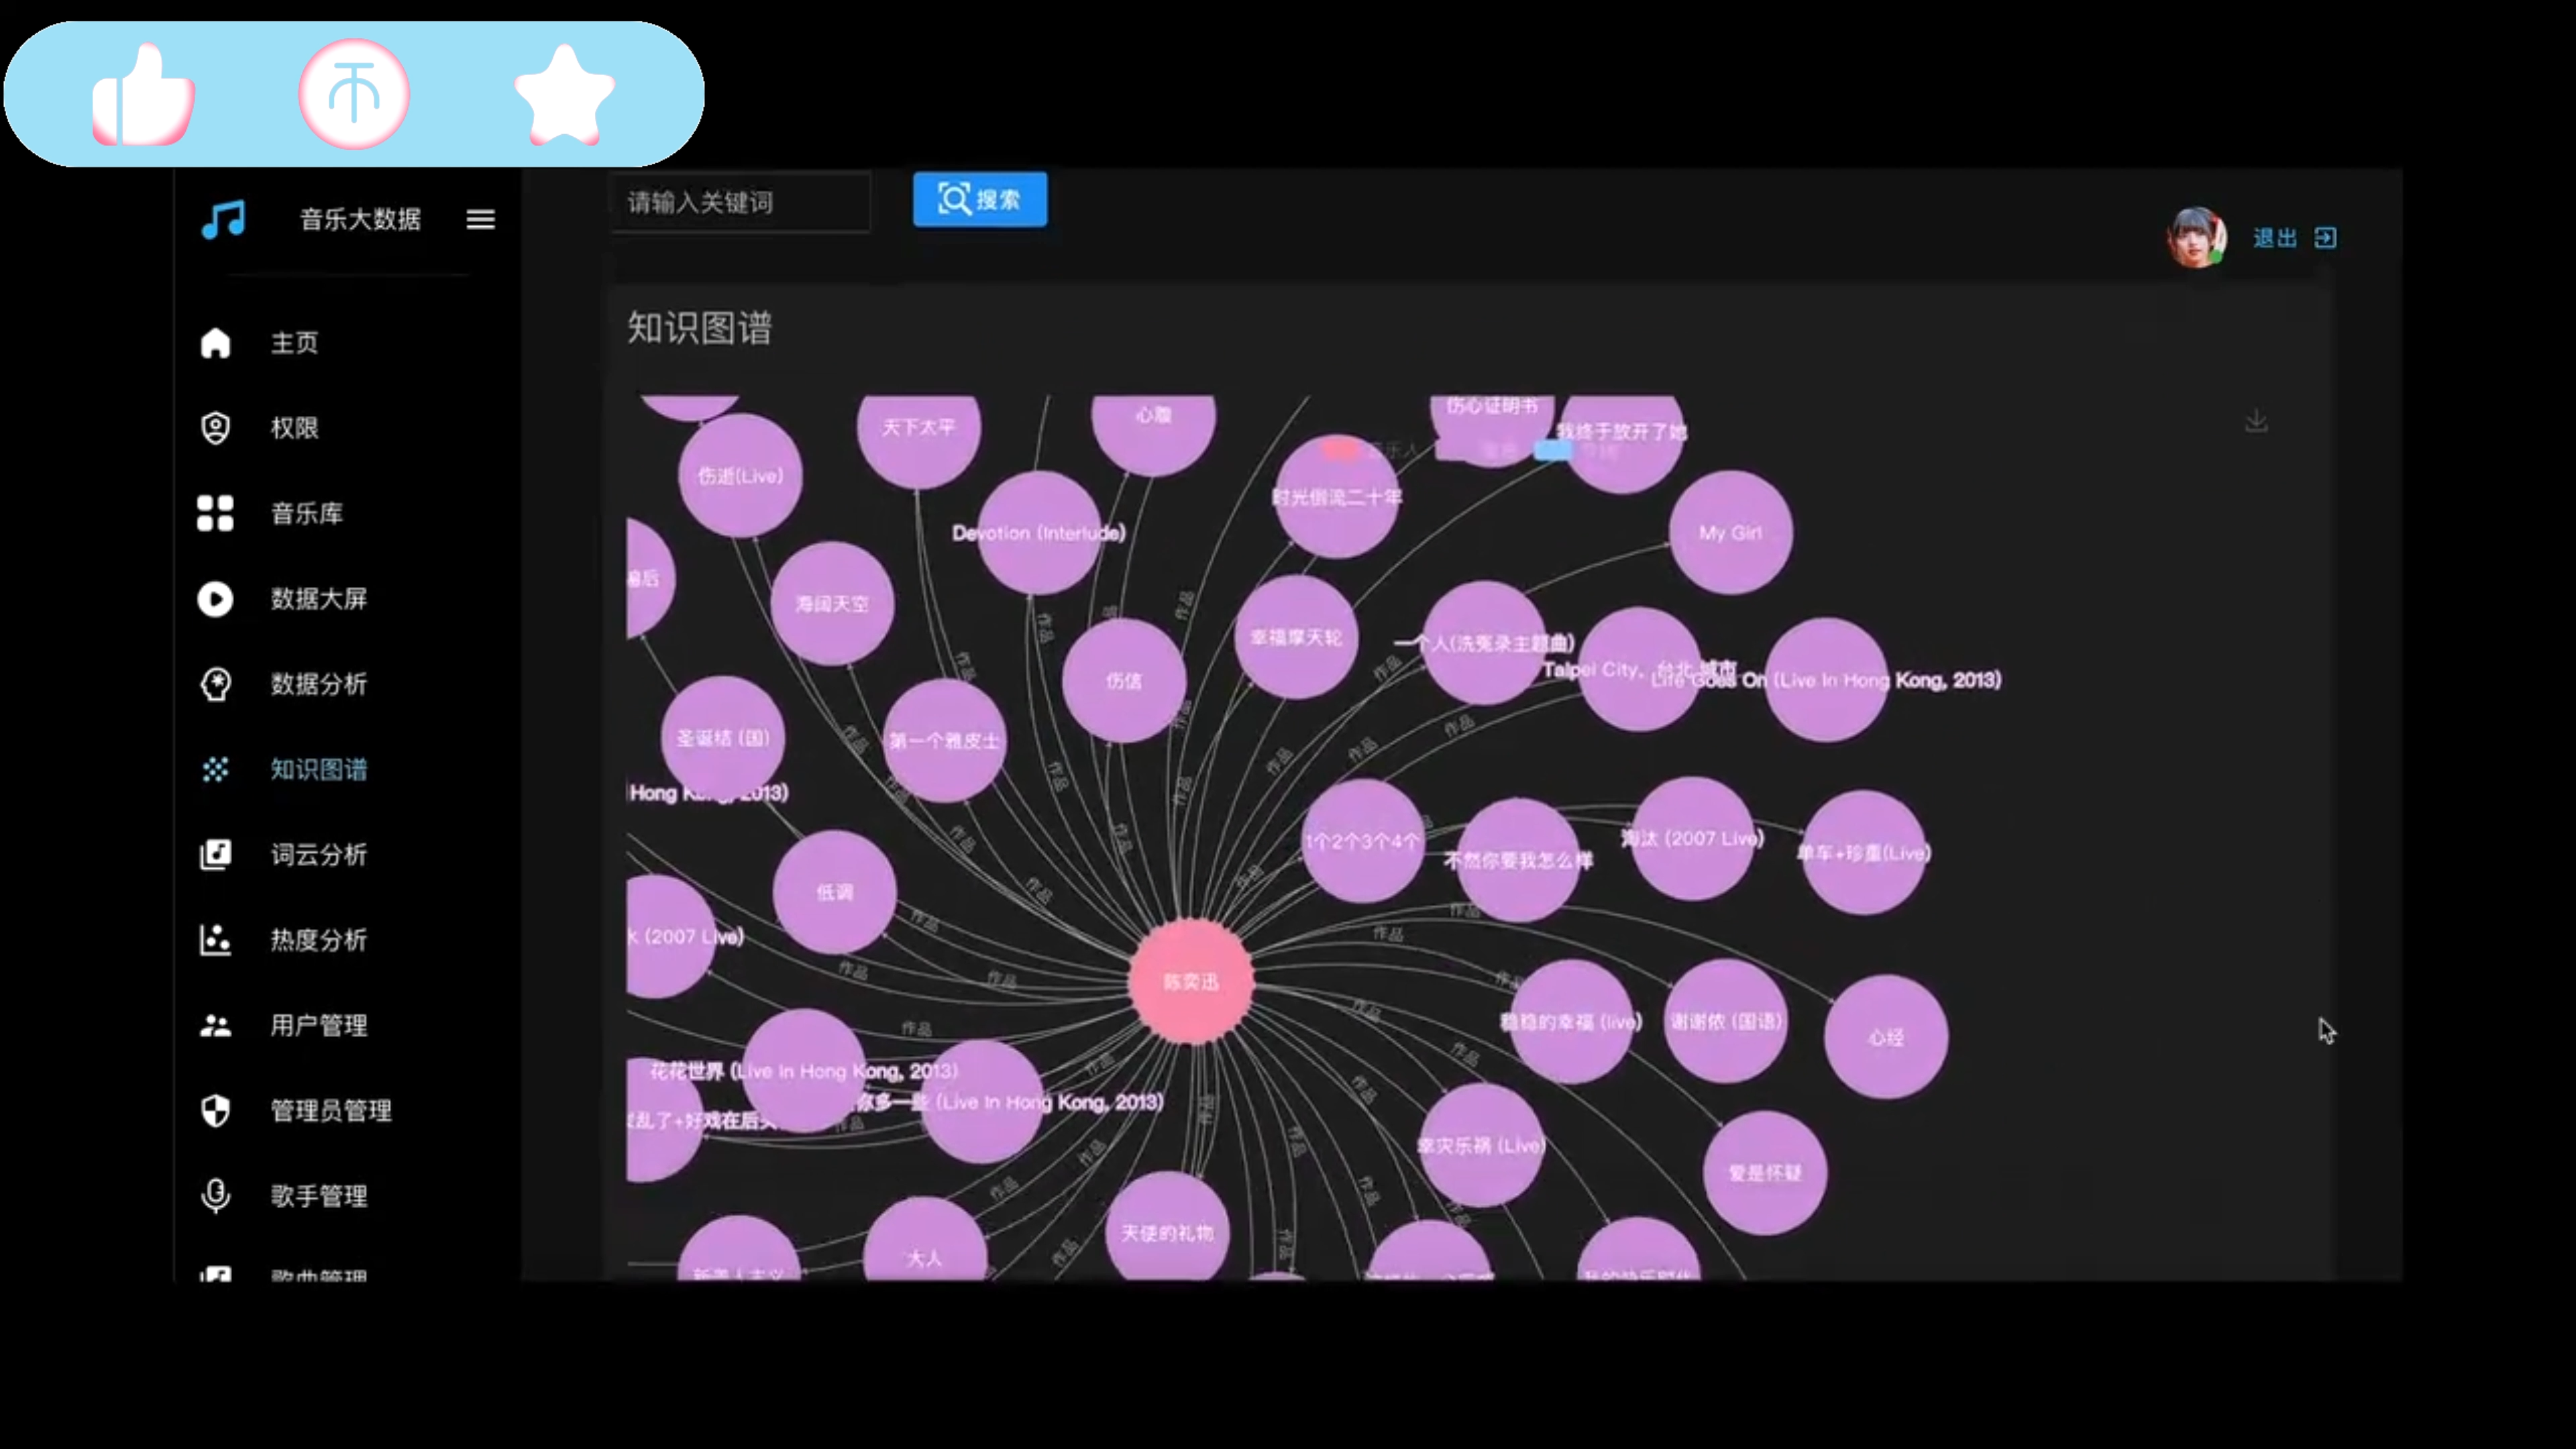 音乐大数据
请输入关键词
搜索
退出
主页
权限
音乐库
数据大屏
数据分析
知识图谱
词云分析
热度分析
用户管理
管理员管理
歌手管理
歌曲管理
知识图谱
天下太平
心腹
伤心证明书
我终于放开了她
音乐人
伤逝(Live)
时光倒流二十年
Devotion (Interlude)
My Girl
海阔天空
幸福摩天轮
一个人(洗冤录主题曲)
伤信
Taipei City、台北 城市
Life Goes On (Live In Hong Kong, 2013)
圣诞结 (国)
第一个雅皮士
Hong Kong, 2013)
1个2个3个4个
不然你要我怎么样
淘汰 (2007 Live)
单车+珍重(Live)
低调
(2007 Live)
陈奕迅
作品
稳稳的幸福 (live)
谢谢侬 (国语)
心经
花花世界 (Live In Hong Kong, 2013)
你多一些 (Live In Hong Kong, 2013)
乱了+好戏在后头
幸灾乐祸 (Live)
爱是怀疑
天使的礼物
大人
我的快乐时代